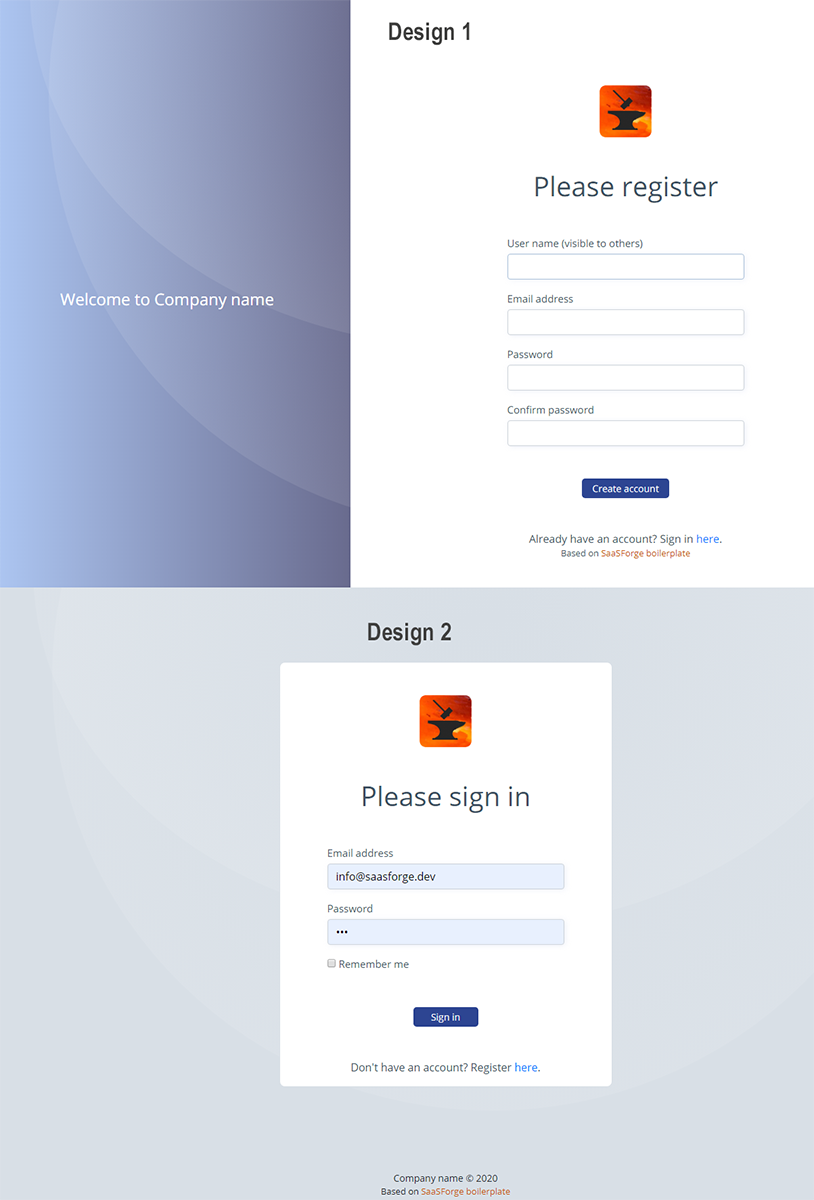 Design 1
Please register
User name (visible to others)
Email address
Welcome to Company name
Password
Confirm password
Create account
Already have an account? Sign in here.
Based on SaaSForge boilerplate
Design 2
Please sign in
Email address
info@saasforge.dev
Password
•••
Remember me
Sign in
Don't have an account? Register here.
Company name © 2020
Based on SaaSForge boilerplate